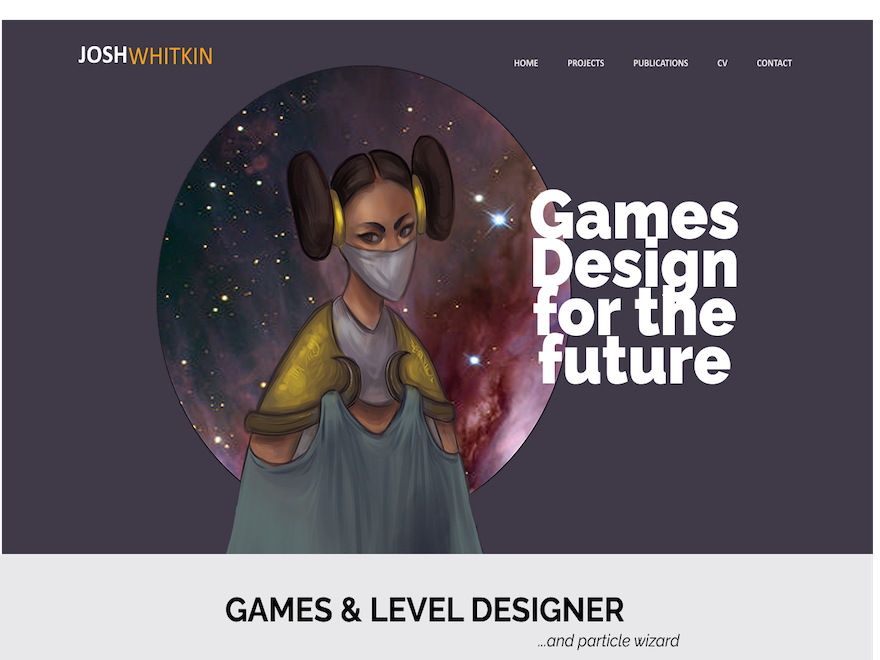 JOSHWHITKIN
HOME PROJECTS PUBLICATIONS CV CONTACT
Games
Design
for the
future
GAMES & LEVEL DESIGNER
...and particle wizard